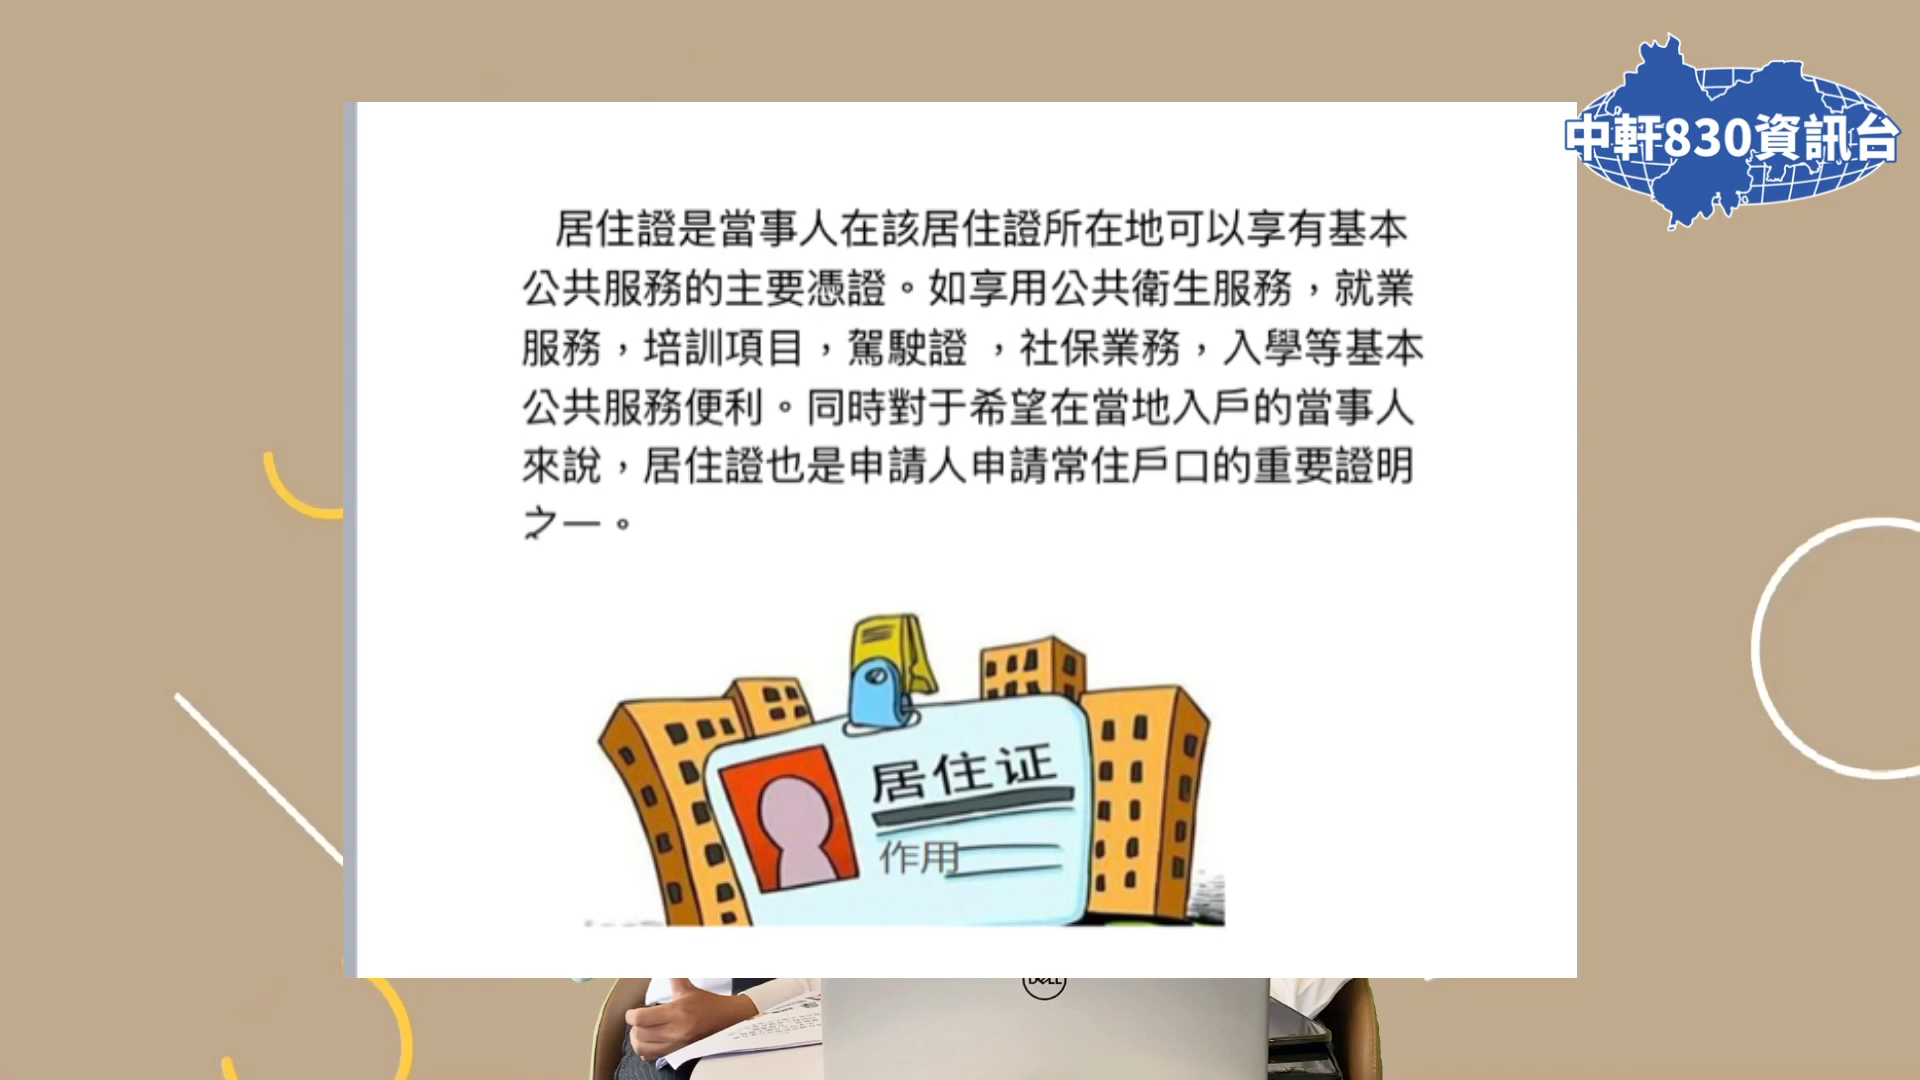 中軒830資訊台
居住證是當事人在該居住證所在地可以享有基本
公共服務的主要憑證。如享用公共衛生服務，就業
服務，培訓項目，駕駛證 ，社保業務，入學等基本
公共服務便利。同時對于希望在當地入戶的當事人
來說，居住證也是申請人申請常住戶口的重要證明
之一。
居住证
作用
DELL